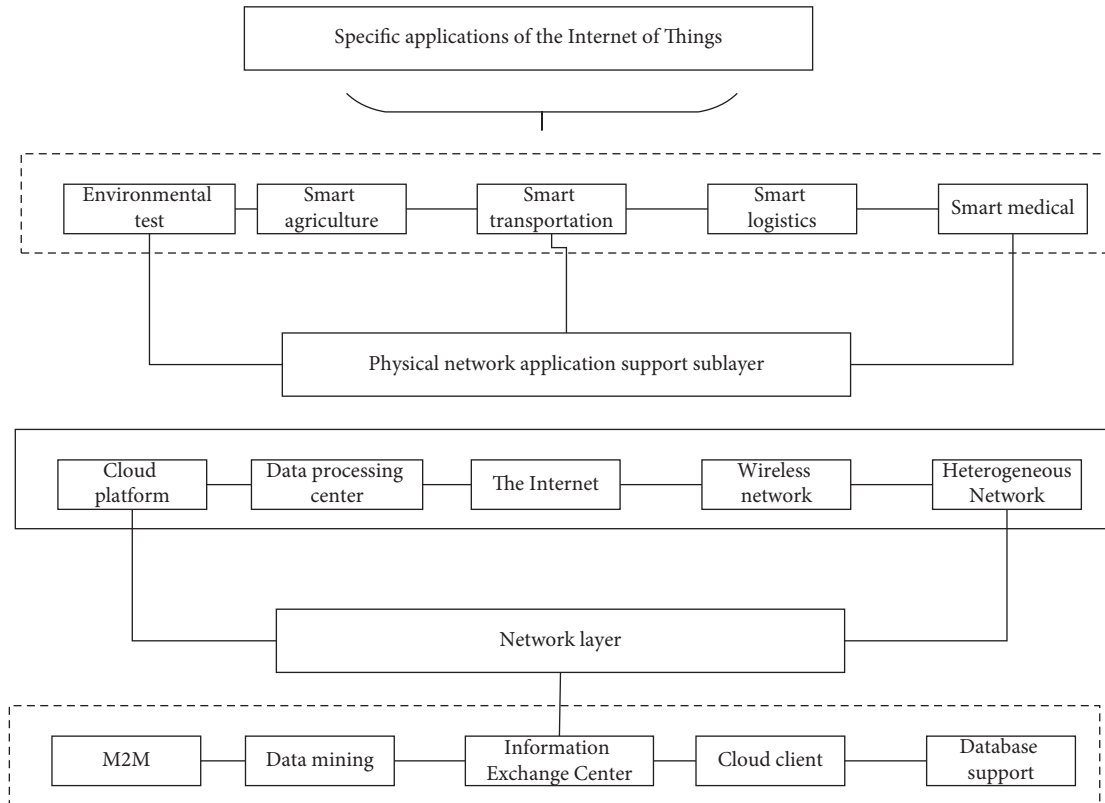 Specific applications of the Internet of Things
Environmental
test
Smart
agriculture
Smart
transportation
Smart
logistics
Smart medical
Physical network application support sublayer
Cloud
platform
Data processing
center
The Internet
Wireless
network
Heterogeneous
Network
Network layer
M2M
Data mining
Information
Exchange Center
Cloud client
Database
support